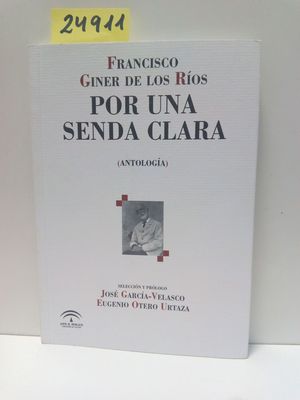 24911
FRANCISCO
GINER DE LOS RÍOS
POR UNA
SENDA CLARA
(ANTOLOGÍA)
SELECCIÓN Y PRÓLOGO
JOSÉ GARCÍA-VELASCO
EUGENIO OTERO URTAZA